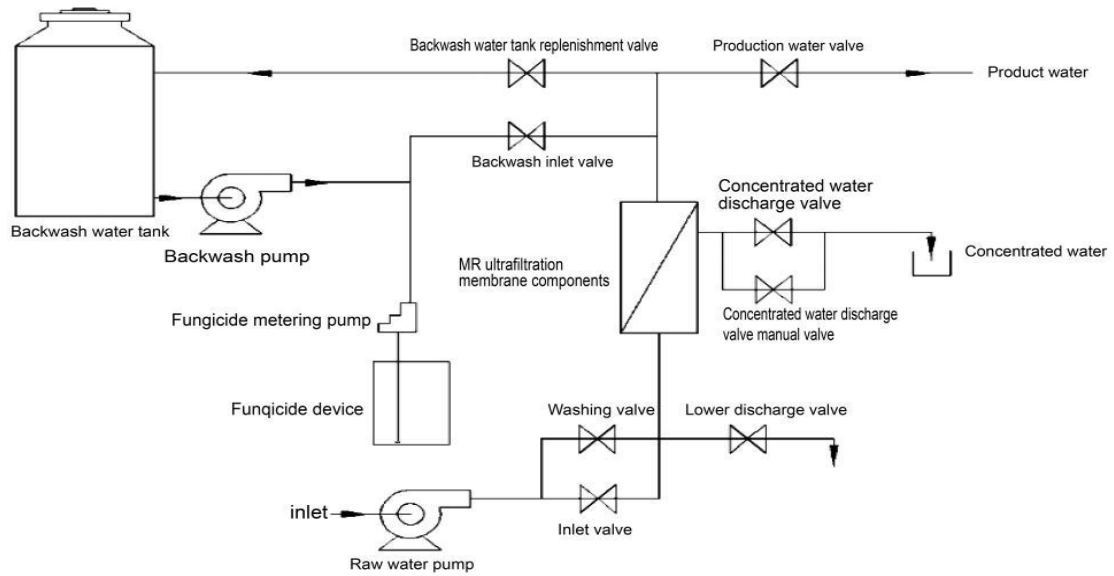 Backwash water tank replenishment valve
Production water valve
Product water
Backwash inlet valve
Backwash water tank
Backwash pump
Concentrated water
discharge valve
Concentrated water
MR ultrafiltration
membrane components
Concentrated water discharge
valve manual valve
Fungicide metering pump
Funqicide device
Washing valve
Lower discharge valve
inlet
Inlet valve
Raw water pump